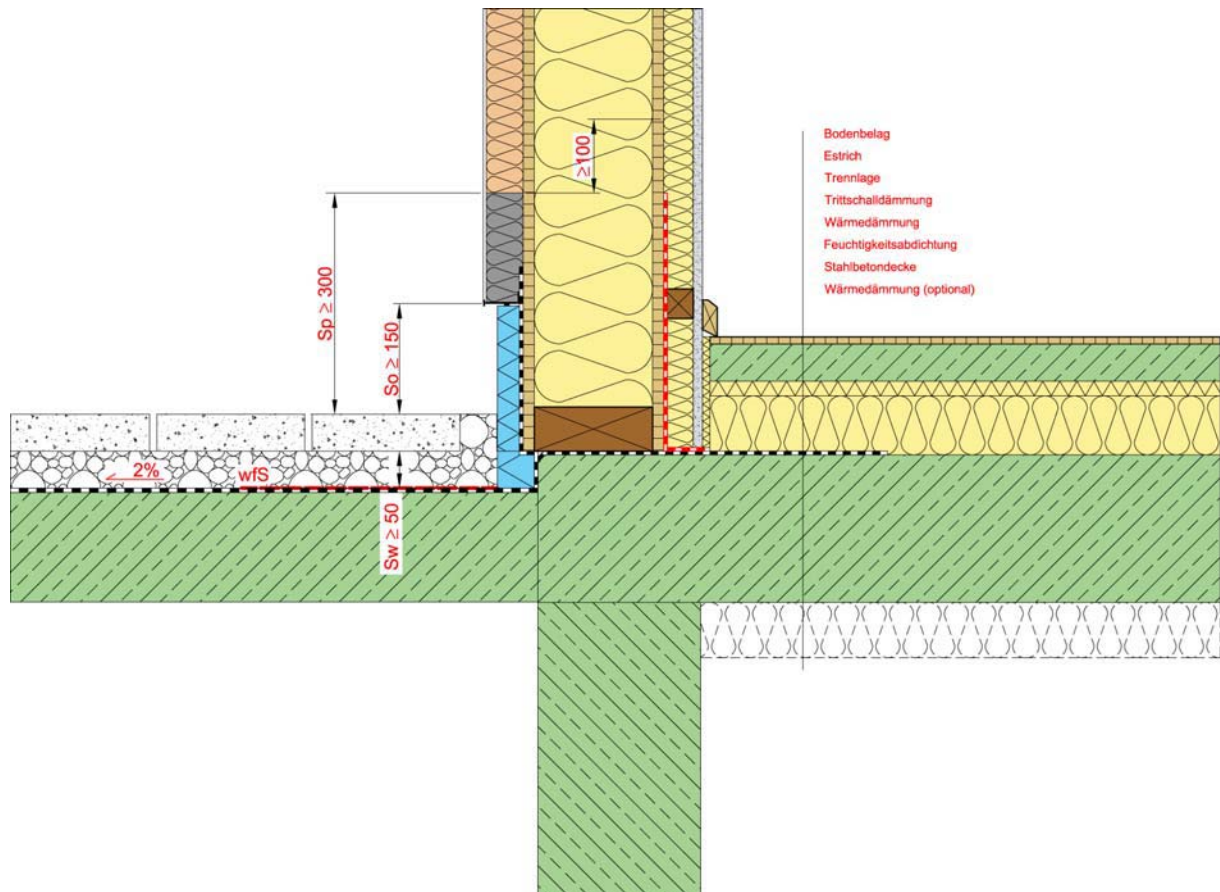 ≥100
Sp ≥ 300
So ≥ 150
2%
wfS
Sw ≥ 50
Bodenbelag
Estrich
Trennlage
Trittschalldämmung
Wärmedämmung
Feuchtigkeitsabdichtung
Stahlbetondecke
Wärmedämmung (optional)